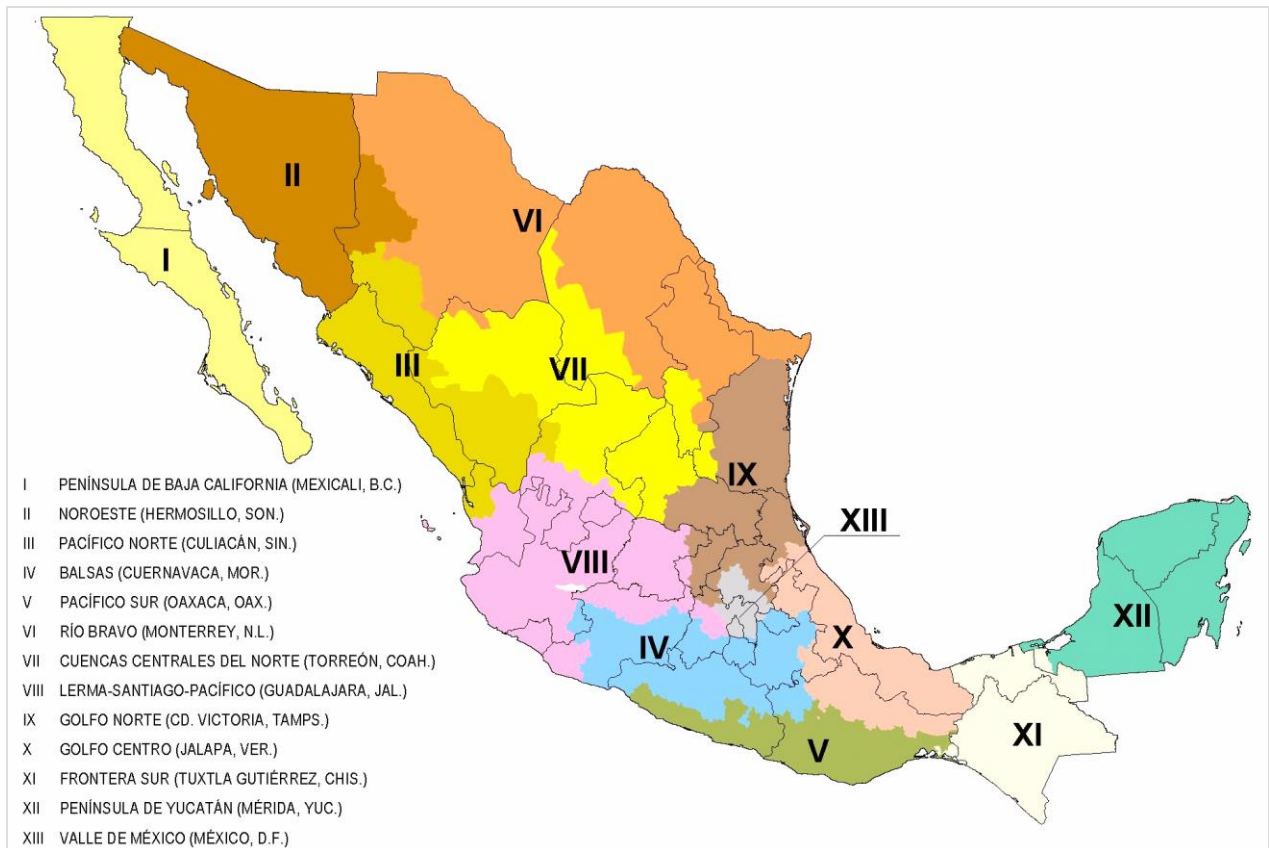 II
VI
I
III
VII
IX
XIII
VIII
XII
IV
X
XI
V
I PENÍNSULA DE BAJA CALIFORNIA (MEXICALI, B.C.)
II NOROESTE (HERMOSILLO, SON.)
III PACÍFICO NORTE (CULIACÁN, SIN.)
IV BALSAS (CUERNAVACA, MOR.)
V PACÍFICO SUR (OAXACA, OAX.)
VI RÍO BRAVO (MONTERREY, N.L.)
VII CUENCAS CENTRALES DEL NORTE (TORREÓN, COAH.)
VIII LERMA-SANTIAGO-PACÍFICO (GUADALAJARA, JAL.)
IX GOLFO NORTE (CD. VICTORIA, TAMPS.)
X GOLFO CENTRO (JALAPA, VER.)
XI FRONTERA SUR (TUXTLA GUTIÉRREZ, CHIS.)
XII PENÍNSULA DE YUCATÁN (MÉRIDA, YUC.)
XIII VALLE DE MÉXICO (MÉXICO, D.F.)